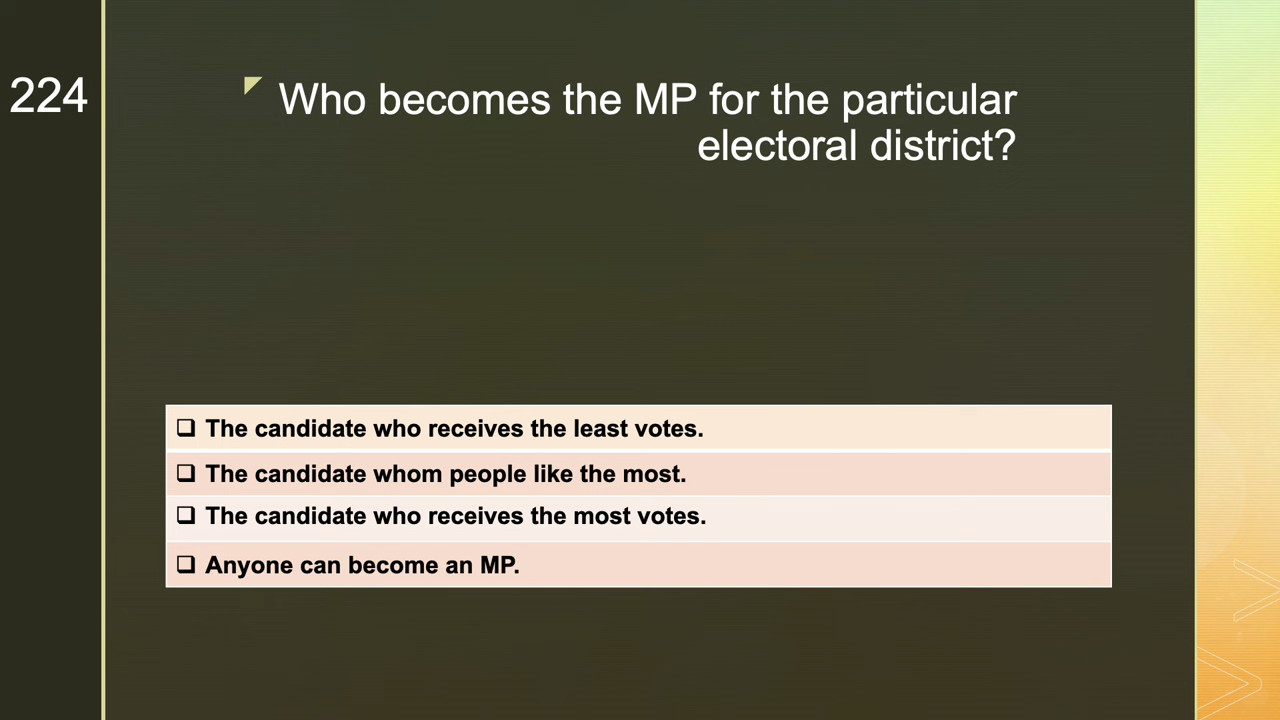 224
Who becomes the MP for the particular
electoral district?
❑ The candidate who receives the least votes.
❑ The candidate whom people like the most.
❑ The candidate who receives the most votes.
❑ Anyone can become an MP.